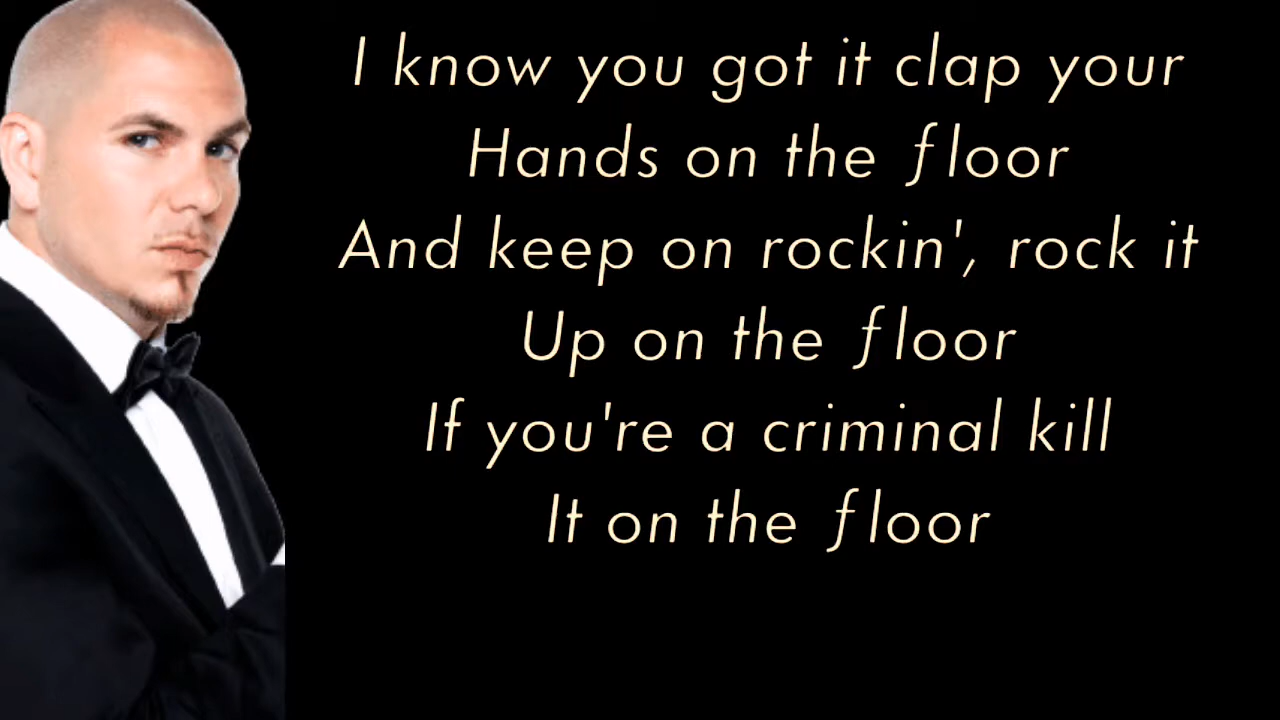 I know you got it clap your
Hands on the floor
And keep on rockin', rock it
Up on the floor
If you're a criminal kill
It on the floor